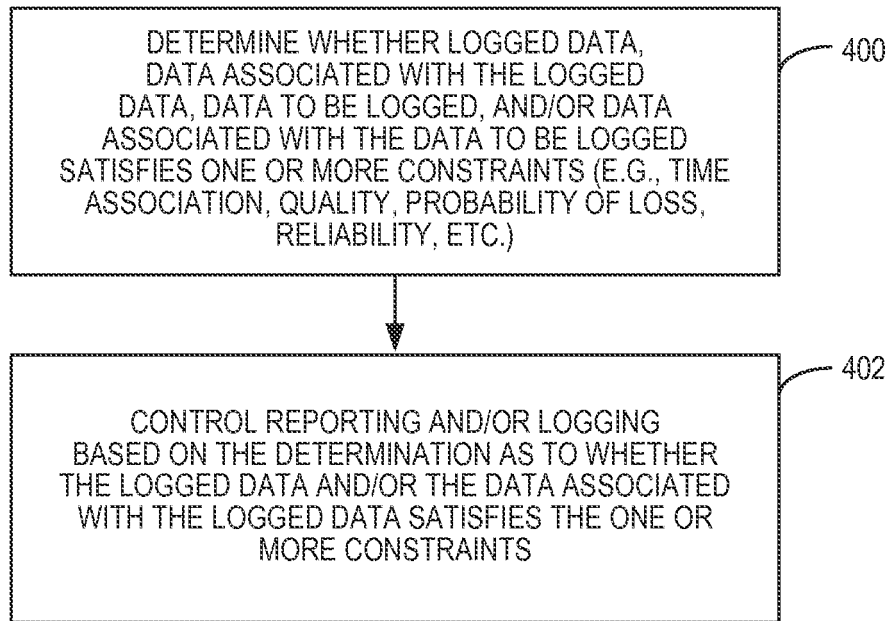 DETERMINE WHETHER LOGGED DATA,
DATA ASSOCIATED WITH THE LOGGED
DATA, DATA TO BE LOGGED, AND/OR DATA
ASSOCIATED WITH THE DATA TO BE LOGGED
SATISFIES ONE OR MORE CONSTRAINTS (E.G., TIME
ASSOCIATION, QUALITY, PROBABILITY OF LOSS,
RELIABILITY, ETC.)
400
CONTROL REPORTING AND/OR LOGGING
BASED ON THE DETERMINATION AS TO WHETHER
THE LOGGED DATA AND/OR THE DATA ASSOCIATED
WITH THE LOGGED DATA SATISFIES THE ONE OR
MORE CONSTRAINTS
402